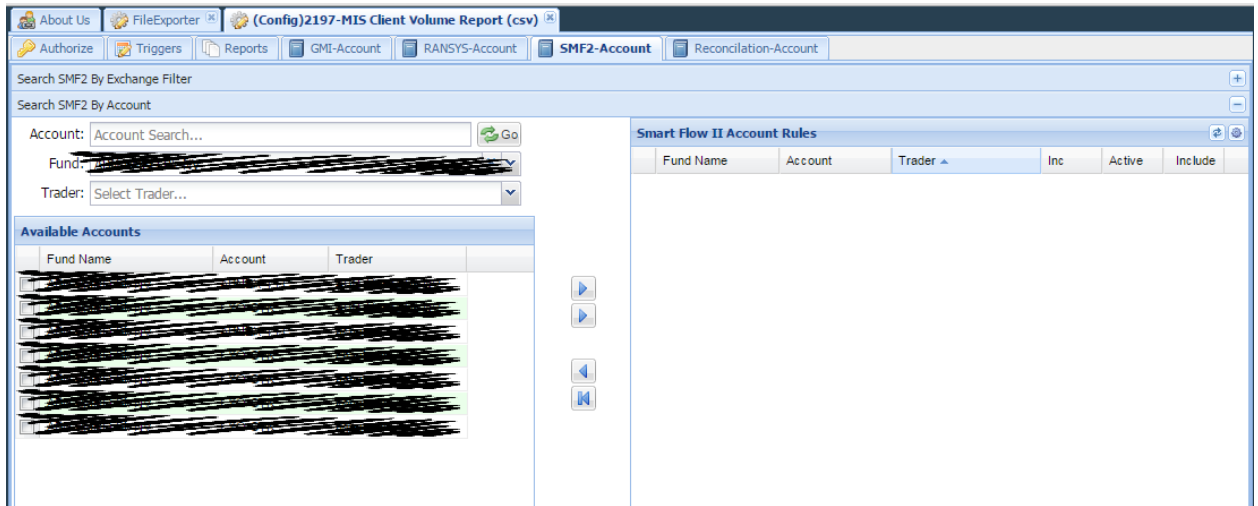 About Us FileExporter (Config)2197-MIS Client Volume Report (csv)
Authorize Triggers Reports GMI-Account RANSYS-Account SMF2-Account Reconcilation-Account
Search SMF2 By Exchange Filter
Search SMF2 By Account
Account: Account Search... Go
Fund:
Trader: Select Trader...
Available Accounts
Fund Name Account Trader
Smart Flow II Account Rules
Fund Name Account Trader Inc Active Include